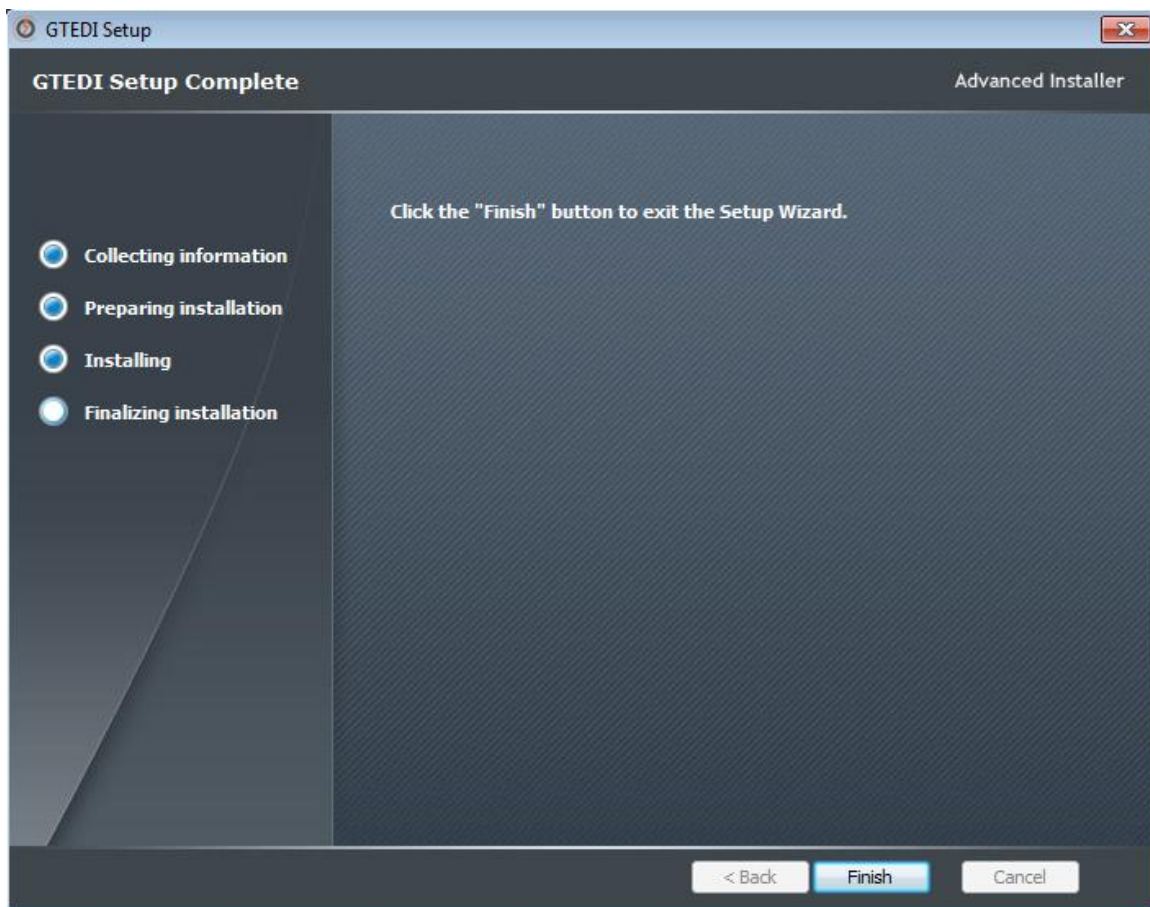 GTEDI Setup
GTEDI Setup Complete
Advanced Installer
Click the "Finish" button to exit the Setup Wizard.
Collecting information
Preparing installation
Installing
Finalizing installation
< Back
Finish
Cancel